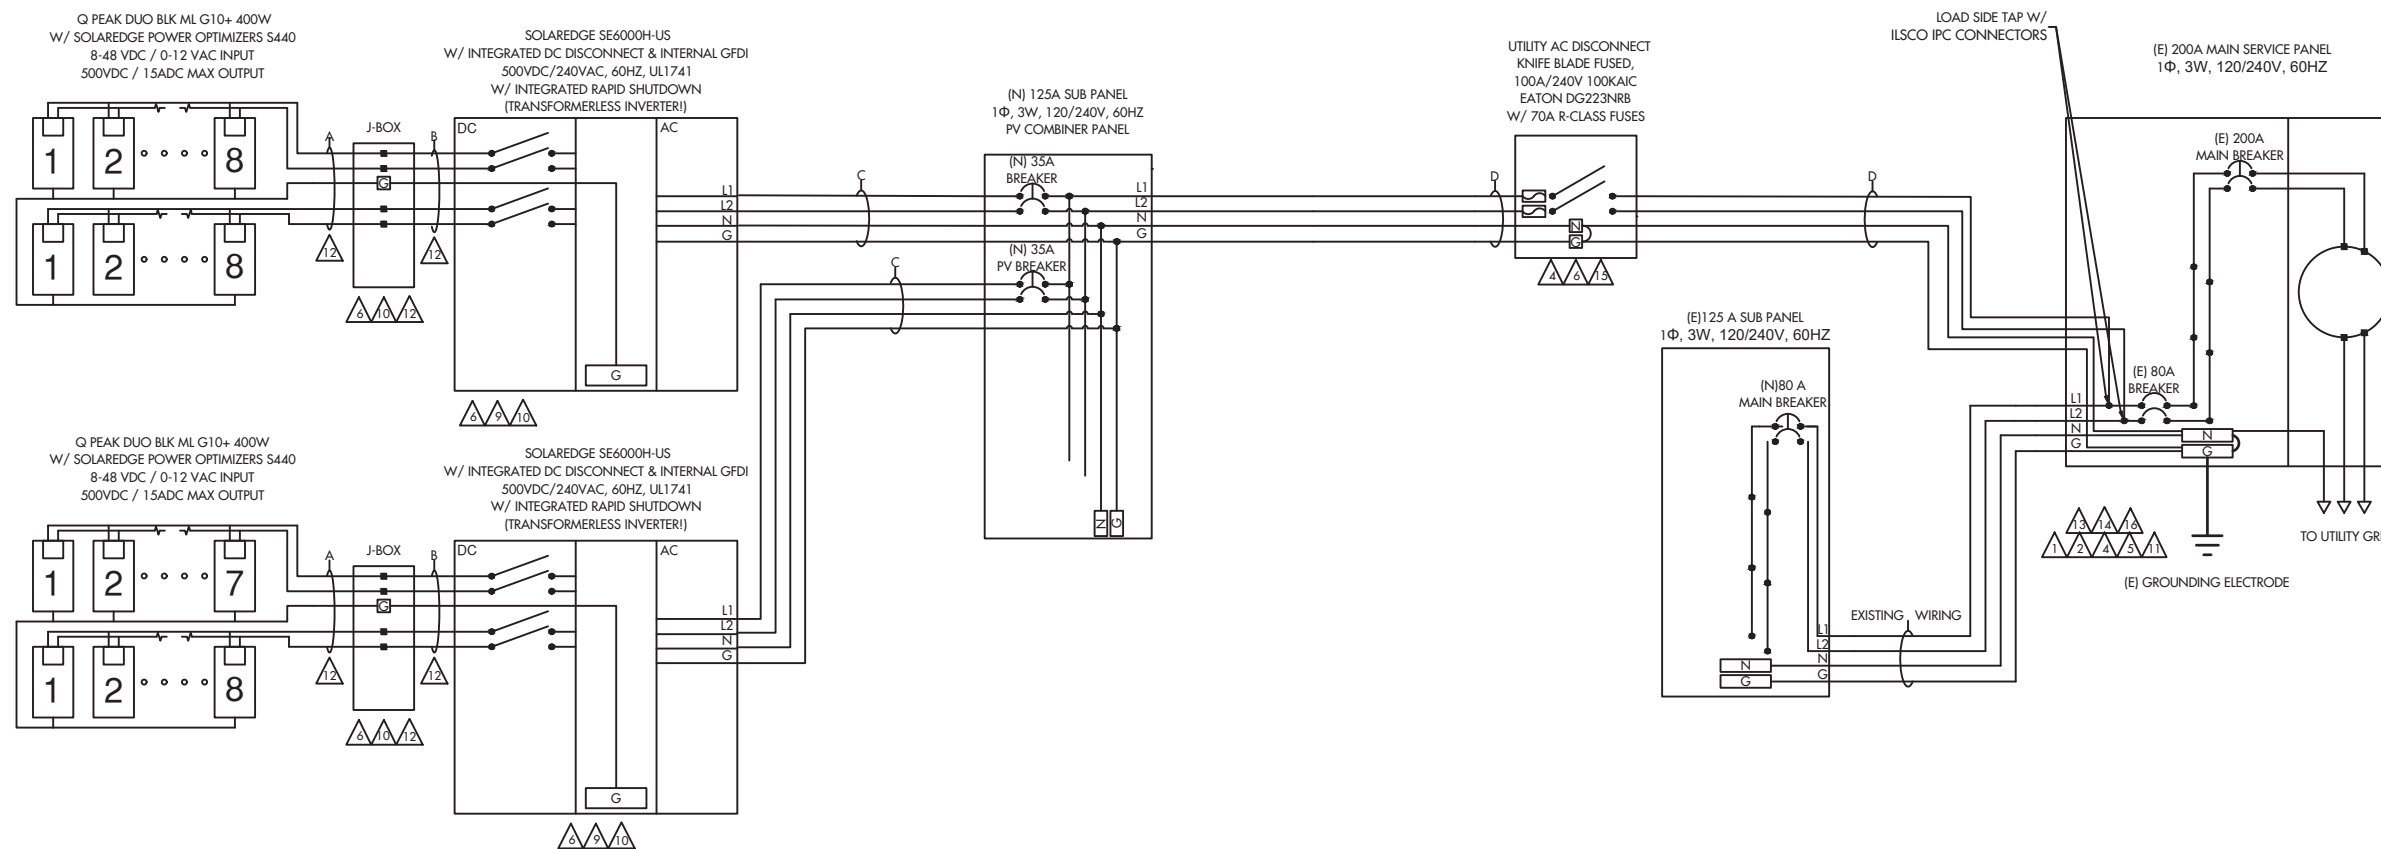 Q PEAK DUO BLK ML G10+ 400W
W/ SOLAREDGE POWER OPTIMIZERS S440
8-48 VDC / 0-12 VAC INPUT
500VDC / 15ADC MAX OUTPUT
1
2
8
1
2
8
A
12
J-BOX
G
6 10 12
B
12
SOLAREDGE SE6000H-US
W/ INTEGRATED DC DISCONNECT & INTERNAL GFDI
500VDC/240VAC, 60HZ, UL1741
W/ INTEGRATED RAPID SHUTDOWN
(TRANSFORMERLESS INVERTER!)
DC
AC
L1
L2
N
G
G
6 9 10
C
C
(N) 125A SUB PANEL
1Φ, 3W, 120/240V, 60HZ
PV COMBINER PANEL
(N) 35A
BREAKER
L1
L2
N
G
(N) 35A
PV BREAKER
N
G
D
UTILITY AC DISCONNECT
KNIFE BLADE FUSED,
100A/240V 100KAIC
EATON DG223NRB
W/ 70A R-CLASS FUSES
N
G
4 6 15
D
LOAD SIDE TAP W/
ILSCO IPC CONNECTORS
(E) 200A MAIN SERVICE PANEL
1Φ, 3W, 120/240V, 60HZ
(E) 200A
MAIN BREAKER
(E) 80A
BREAKER
L1
L2
N
G
N
G
13 14 16
1 2 4 5 11
TO UTILITY GR
(E) GROUNDING ELECTRODE
(E)125 A SUB PANEL
1Φ, 3W, 120/240V, 60HZ
(N)80 A
MAIN BREAKER
EXISTING WIRING
L1
L2
N
G
N
G
Q PEAK DUO BLK ML G10+ 400W
W/ SOLAREDGE POWER OPTIMIZERS S440
8-48 VDC / 0-12 VAC INPUT
500VDC / 15ADC MAX OUTPUT
1
2
7
1
2
8
A
12
J-BOX
G
6 10 12
B
12
SOLAREDGE SE6000H-US
W/ INTEGRATED DC DISCONNECT & INTERNAL GFDI
500VDC/240VAC, 60HZ, UL1741
W/ INTEGRATED RAPID SHUTDOWN
(TRANSFORMERLESS INVERTER!)
DC
AC
L1
L2
N
G
G
6 9 10